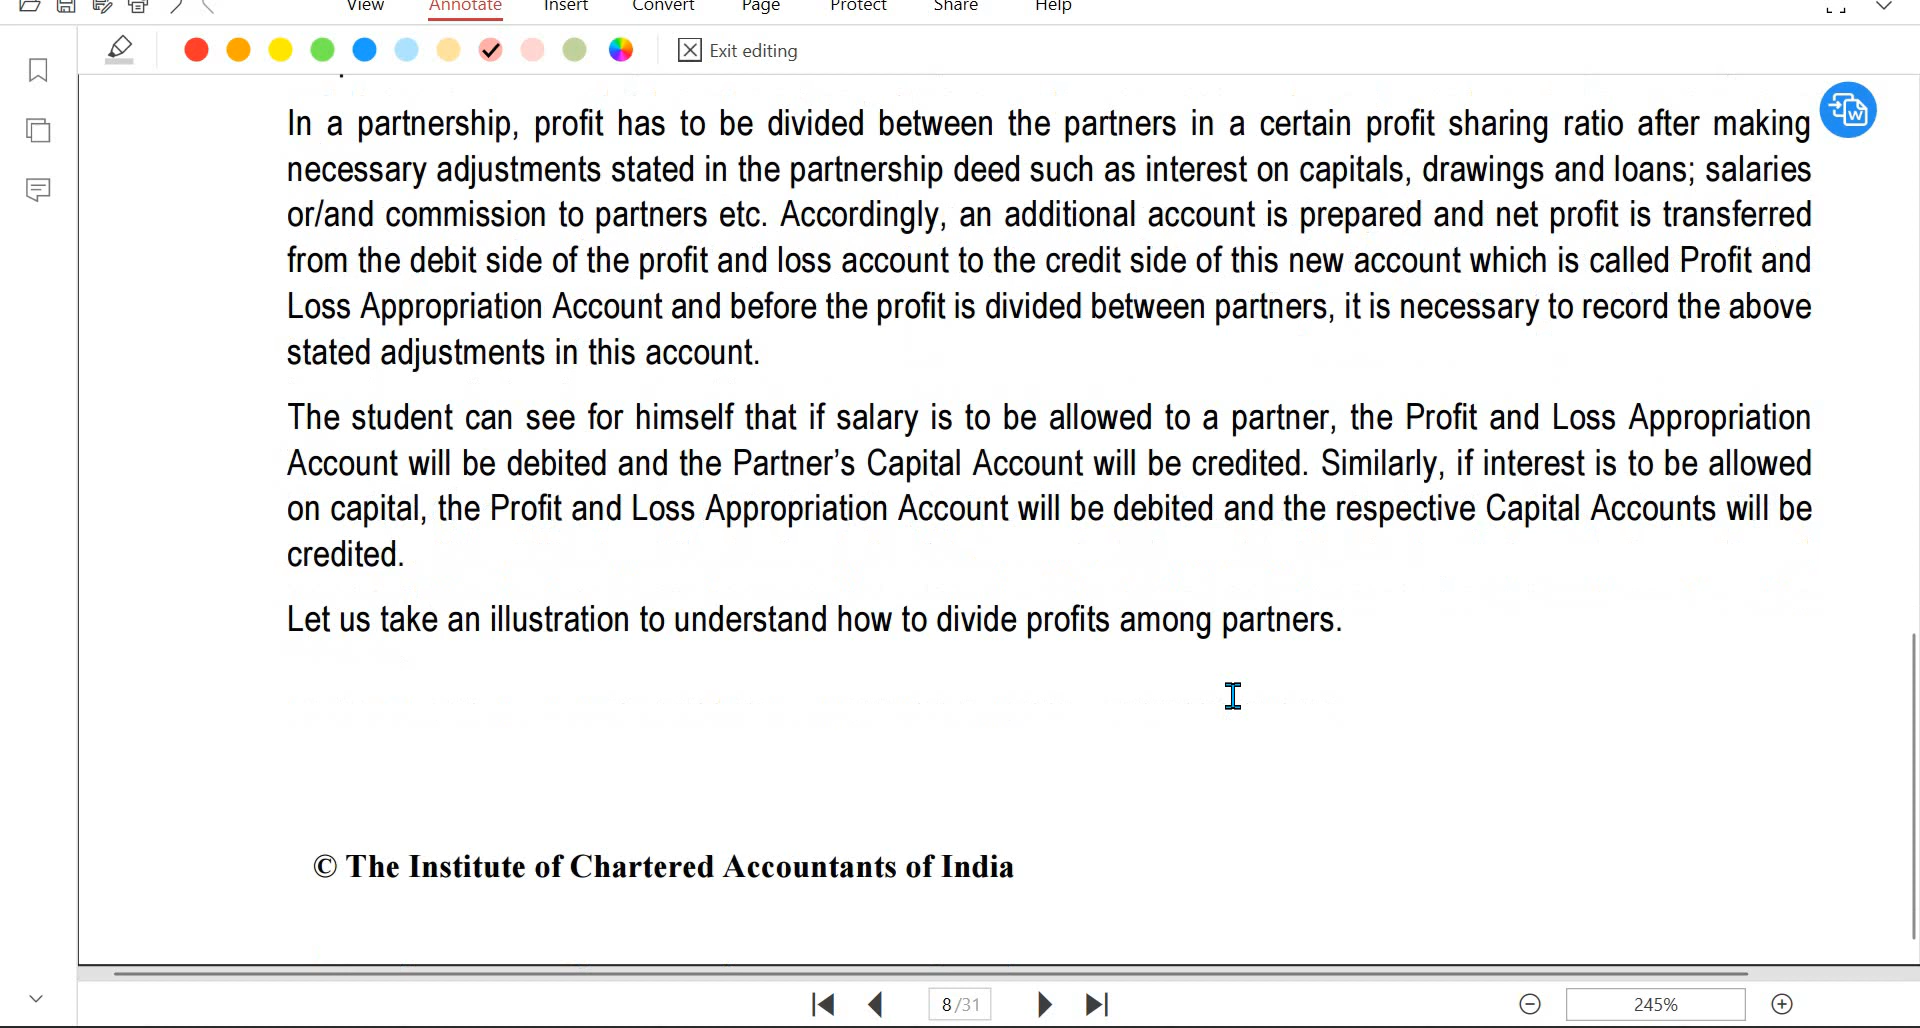 View Annotate Insert Convert Page Protect Share Help
Exit editing
In a partnership, profit has to be divided between the partners in a certain profit sharing ratio after making
necessary adjustments stated in the partnership deed such as interest on capitals, drawings and loans; salaries
or/and commission to partners etc. Accordingly, an additional account is prepared and net profit is transferred
from the debit side of the profit and loss account to the credit side of this new account which is called Profit and
Loss Appropriation Account and before the profit is divided between partners, it is necessary to record the above
stated adjustments in this account.
The student can see for himself that if salary is to be allowed to a partner, the Profit and Loss Appropriation
Account will be debited and the Partner’s Capital Account will be credited. Similarly, if interest is to be allowed
on capital, the Profit and Loss Appropriation Account will be debited and the respective Capital Accounts will be
credited.
Let us take an illustration to understand how to divide profits among partners.
© The Institute of Chartered Accountants of India
8 /31
245%